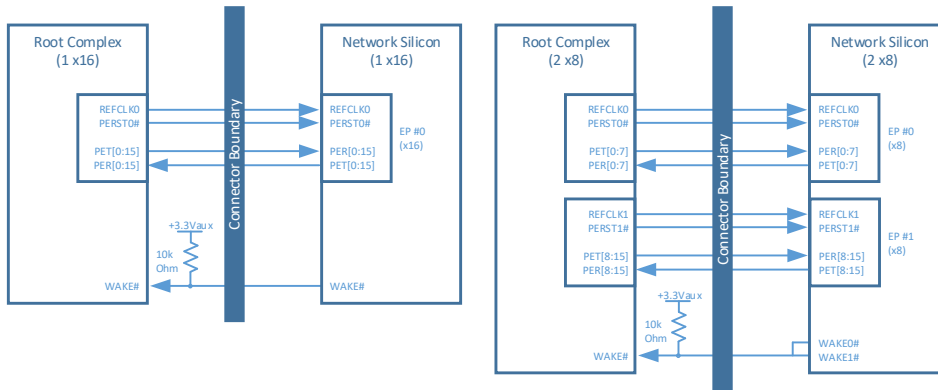 Root Complex
(1 x16)
Network Silicon
(1 x16)
Connector Boundary
REFCLK0
PERST0#
PET[0:15]
PER[0:15]
REFCLK0
PERST0#
PER[0:15]
PET[0:15]
EP #0
(x16)
+3.3Vaux
10k
Ohm
WAKE#
WAKE#
Root Complex
(2 x8)
Network Silicon
(2 x8)
Connector Boundary
REFCLK0
PERST0#
PET[0:7]
PER[0:7]
REFCLK0
PERST0#
PER[0:7]
PET[0:7]
EP #0
(x8)
REFCLK1
PERST1#
PET[8:15]
PER[8:15]
REFCLK1
PERST1#
PER[8:15]
PET[8:15]
EP #1
(x8)
+3.3Vaux
10k
Ohm
WAKE#
WAKE0#
WAKE1#